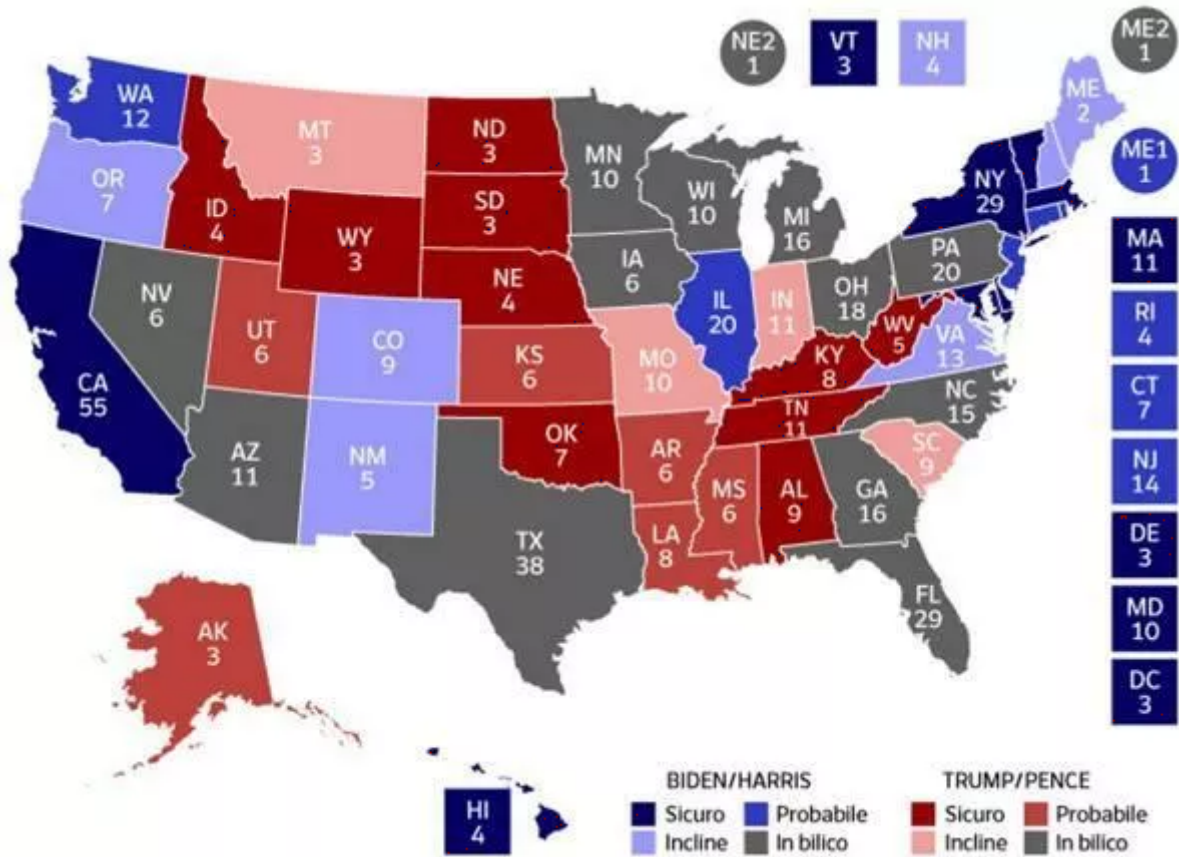 NE2
1
VT
3
NH
4
ME2
1
WA
12
MT
3
ND
3
MN
10
ME
2
OR
7
ID
4
WY
3
SD
3
WI
10
MI
16
NY
29
ME1
1
NV
6
UT
6
CO
9
NE
4
IA
6
IL
20
IN
11
OH
18
PA
20
MA
11
CA
55
KS
6
MO
10
KY
8
WV
5
VA
13
RI
4
AZ
11
NM
5
OK
7
AR
6
TN
11
NC
15
SC
9
CT
7
TX
38
LA
8
MS
6
AL
9
GA
16
NJ
14
FL
29
DE
3
AK
3
MD
10
DC
3
HI
4
BIDEN/HARRIS
Sicuro Probabile
Incline In bilico
TRUMP/PENCE
Sicuro Probabile
Incline In bilico